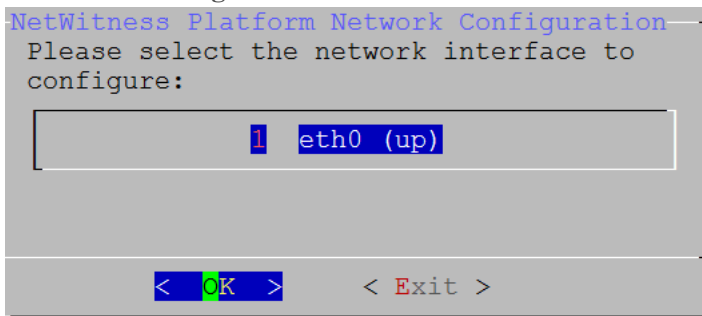 NetWitness Platform Network Configuration
Please select the network interface to
configure:
1 eth0 (up)
< OK > < Exit >